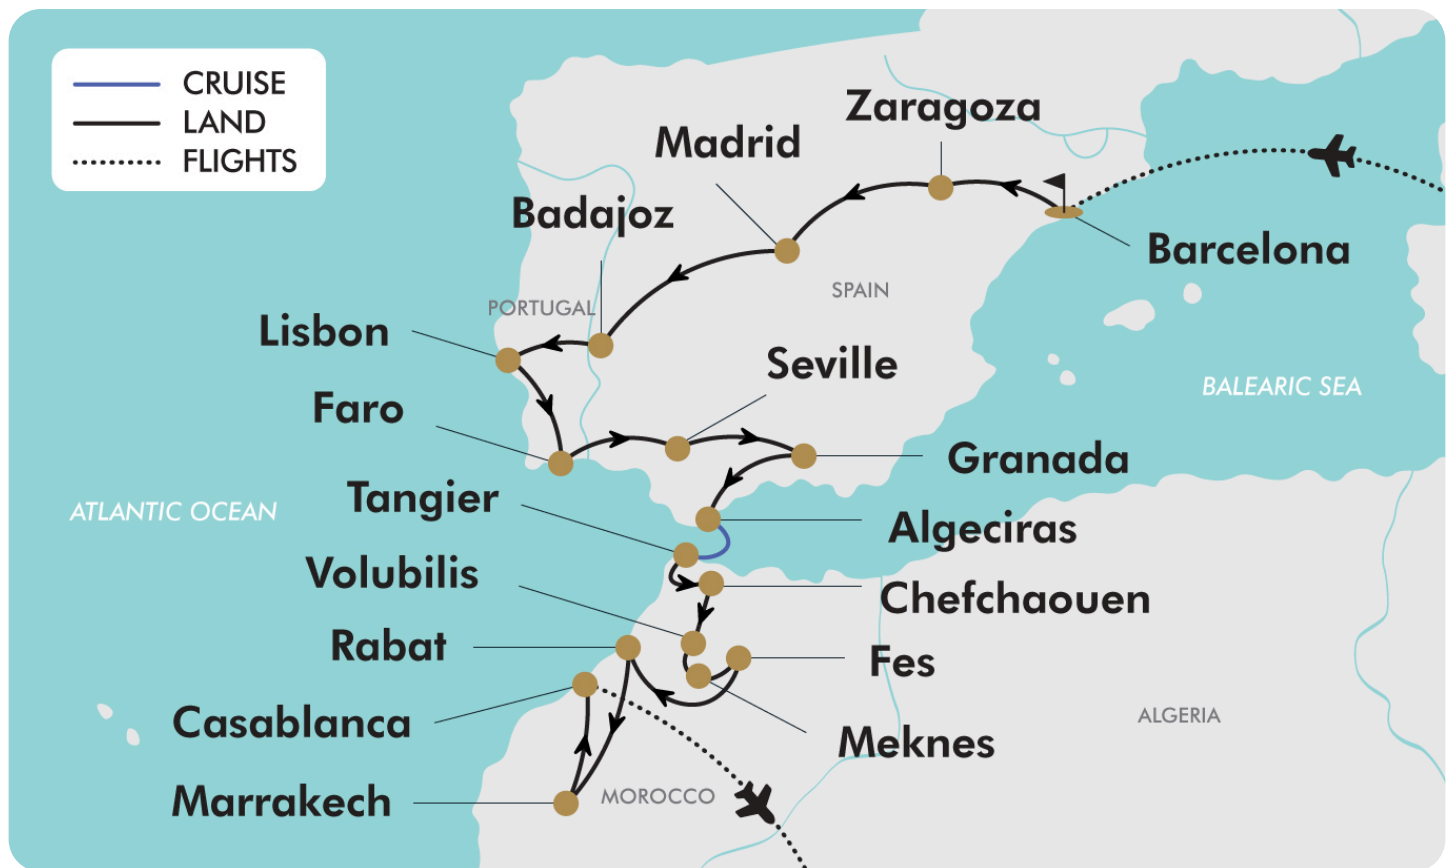 CRUISE
LAND
FLIGHTS
Zaragoza
Madrid
Badajoz
Barcelona
SPAIN
PORTUGAL
Lisbon
Seville
BALEARIC SEA
Faro
Granada
Tangier
ATLANTIC OCEAN
Algeciras
Volubilis
Chefchaouen
Rabat
Fes
Casablanca
ALGERIA
Meknes
MOROCCO
Marrakech